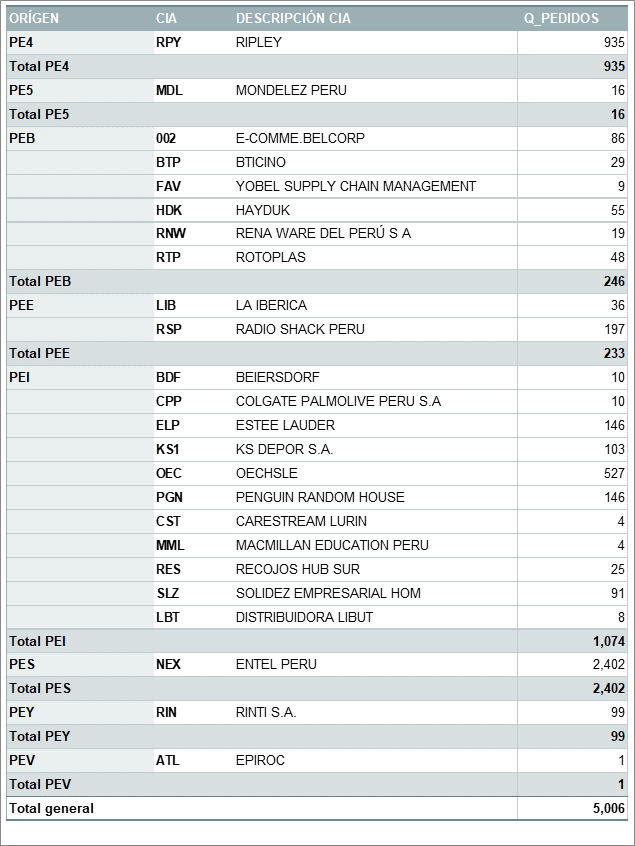 ORÍGEN CIA DESCRIPCIÓN CIA Q_PEDIDOS
PE4 RPY RIPLEY 935
Total PE4 935
PE5 MDL MONDELEZ PERU 16
Total PE5 16
PEB 002 E-COMME.BELCORP 86
BTP BTICINO 29
FAV YOBEL SUPPLY CHAIN MANAGEMENT 9
HDK HAYDUK 55
RNW RENA WARE DEL PERÚ S A 19
RTP ROTOPLAS 48
Total PEB 246
PEE LIB LA IBERICA 36
RSP RADIO SHACK PERU 197
Total PEE 233
PEI BDF BEIERSDORF 10
CPP COLGATE PALMOLIVE PERU S.A 10
ELP ESTEE LAUDER 146
KS1 KS DEPOR S.A. 103
OEC OECHSLE 527
PGN PENGUIN RANDOM HOUSE 146
CST CARESTREAM LURIN 4
MML MACMILLAN EDUCATION PERU 4
RES RECOJOS HUB SUR 25
SLZ SOLIDEZ EMPRESARIAL HOM 91
LBT DISTRIBUIDORA LIBUT 8
Total PEI 1,074
PES NEX ENTEL PERU 2,402
Total PES 2,402
PEY RIN RINTI S.A. 99
Total PEY 99
PEV ATL EPIROC 1
Total PEV 1
Total general 5,006